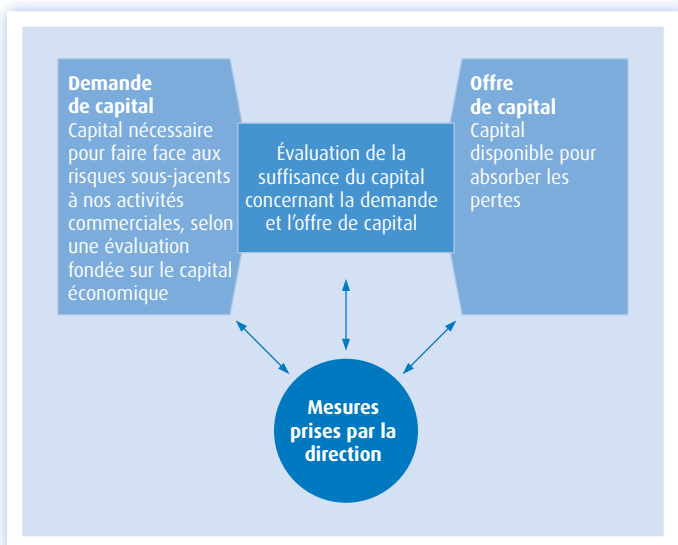 Demande
de capital
Capital nécessaire
pour faire face aux
risques sous-jacents
à nos activités
commerciales, selon
une évaluation
fondée sur le capital
économique
Évaluation de la
suffisance du capital
concernant la demande
et l'offre de capital
Offre
de capital
Capital
disponible pour
absorber les
pertes
Mesures
prises par la
direction